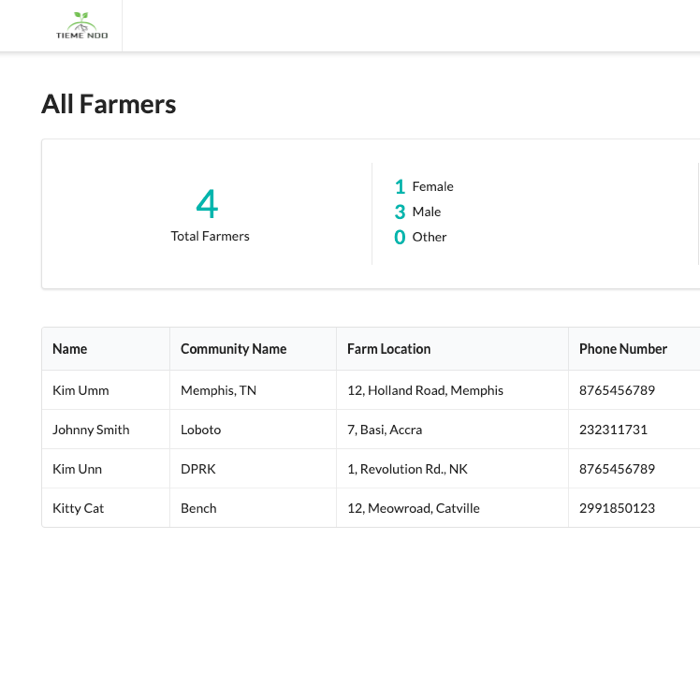 TIEME NDO
All Farmers
4
Total Farmers
1 Female
3 Male
0 Other
Name Community Name Farm Location Phone Number
Kim Umm Memphis, TN 12, Holland Road, Memphis 8765456789
Johnny Smith Loboto 7, Basi, Accra 232311731
Kim Unn DPRK 1, Revolution Rd., NK 8765456789
Kitty Cat Bench 12, Meowroad, Catville 2991850123